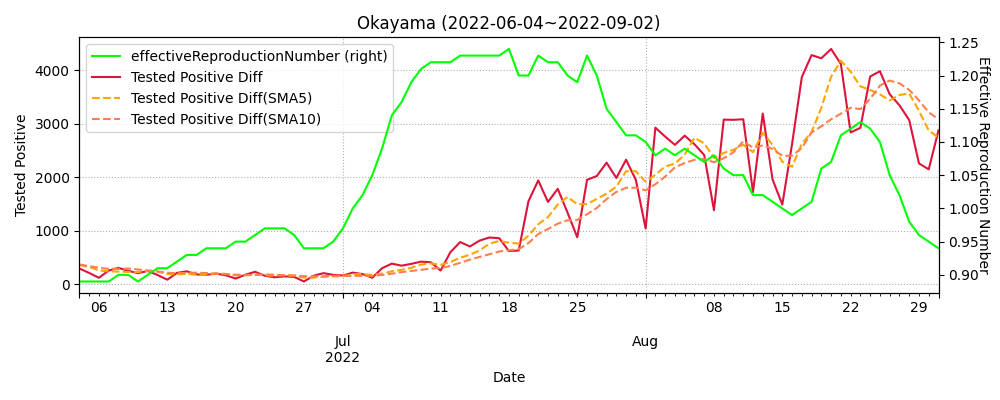 Okayama (2022-06-04~2022-09-02)
effectiveReproductionNumber (right)
Tested Positive Diff
Tested Positive Diff(SMA5)
Tested Positive Diff(SMA10)
Tested Positive
4000
3000
2000
1000
0
1.25
1.20
1.15
1.10
1.05
1.00
0.95
0.90
Effective Reproduction Number
06 13 20 27 04 11 18 25 08 15 22 29
Jul Aug
2022
Date